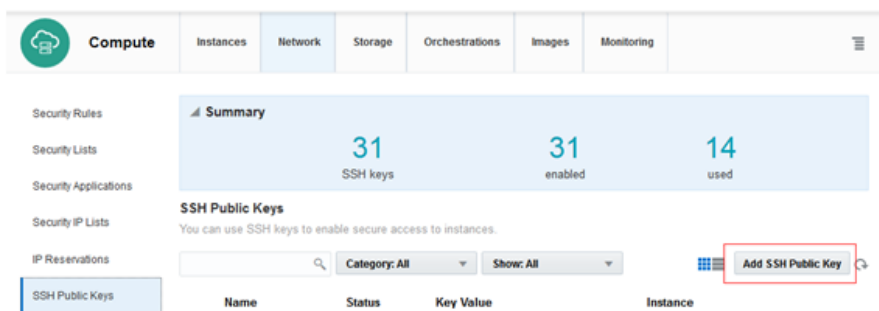 Compute
Instances
Network
Storage
Orchestrations
Images
Monitoring
Security Rules
Security Lists
Security Applications
Security IP Lists
IP Reservations
SSH Public Keys
Summary
31
SSH keys
31
enabled
14
used
SSH Public Keys
You can use SSH keys to enable secure access to instances.
Category: All
Show: All
Add SSH Public Key
Name
Status
Key Value
Instance